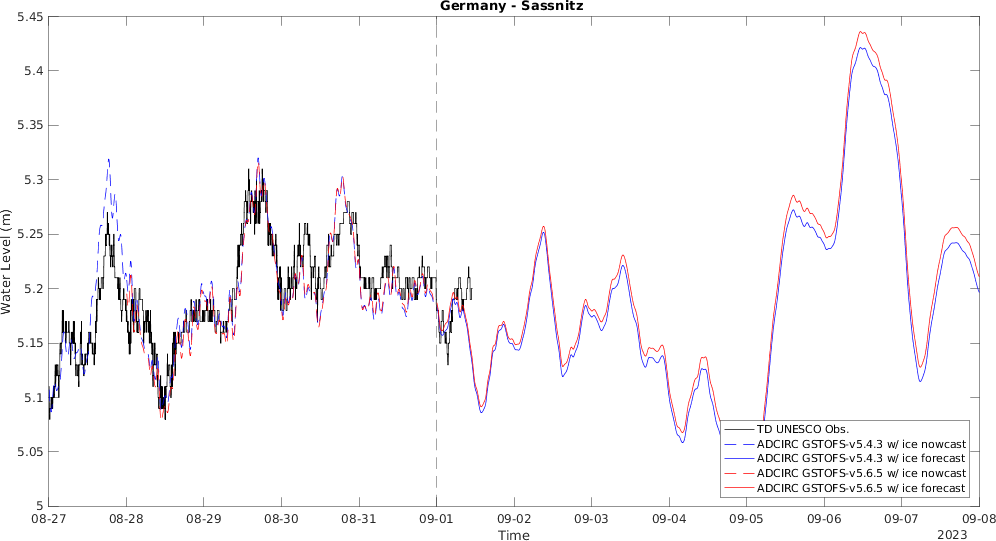 Germany - Sassnitz
5.45
5.4
5.35
5.3
5.25
5.2
5.15
5.1
5.05
5
Water Level (m)
TD UNESCO Obs.
ADCIRC GSTOFS-v5.4.3 w/ ice nowcast
ADCIRC GSTOFS-v5.4.3 w/ ice forecast
ADCIRC GSTOFS-v5.6.5 w/ ice nowcast
ADCIRC GSTOFS-v5.6.5 w/ ice forecast
08-27 08-28 08-29 08-30 08-31 09-01 09-02 09-03 09-04 09-05 09-06 09-07 09-08
Time
2023